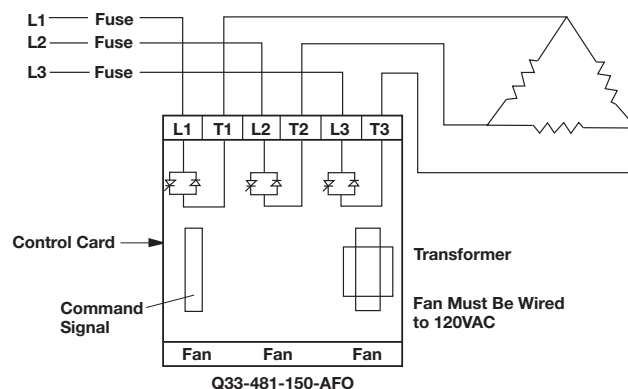 L1 Fuse
L2 Fuse
L3 Fuse
L1 T1 L2 T2 L3 T3
Control Card
Transformer
Command
Signal
Fan Must Be Wired
to 120VAC
Fan Fan Fan
Q33-481-150-AFO